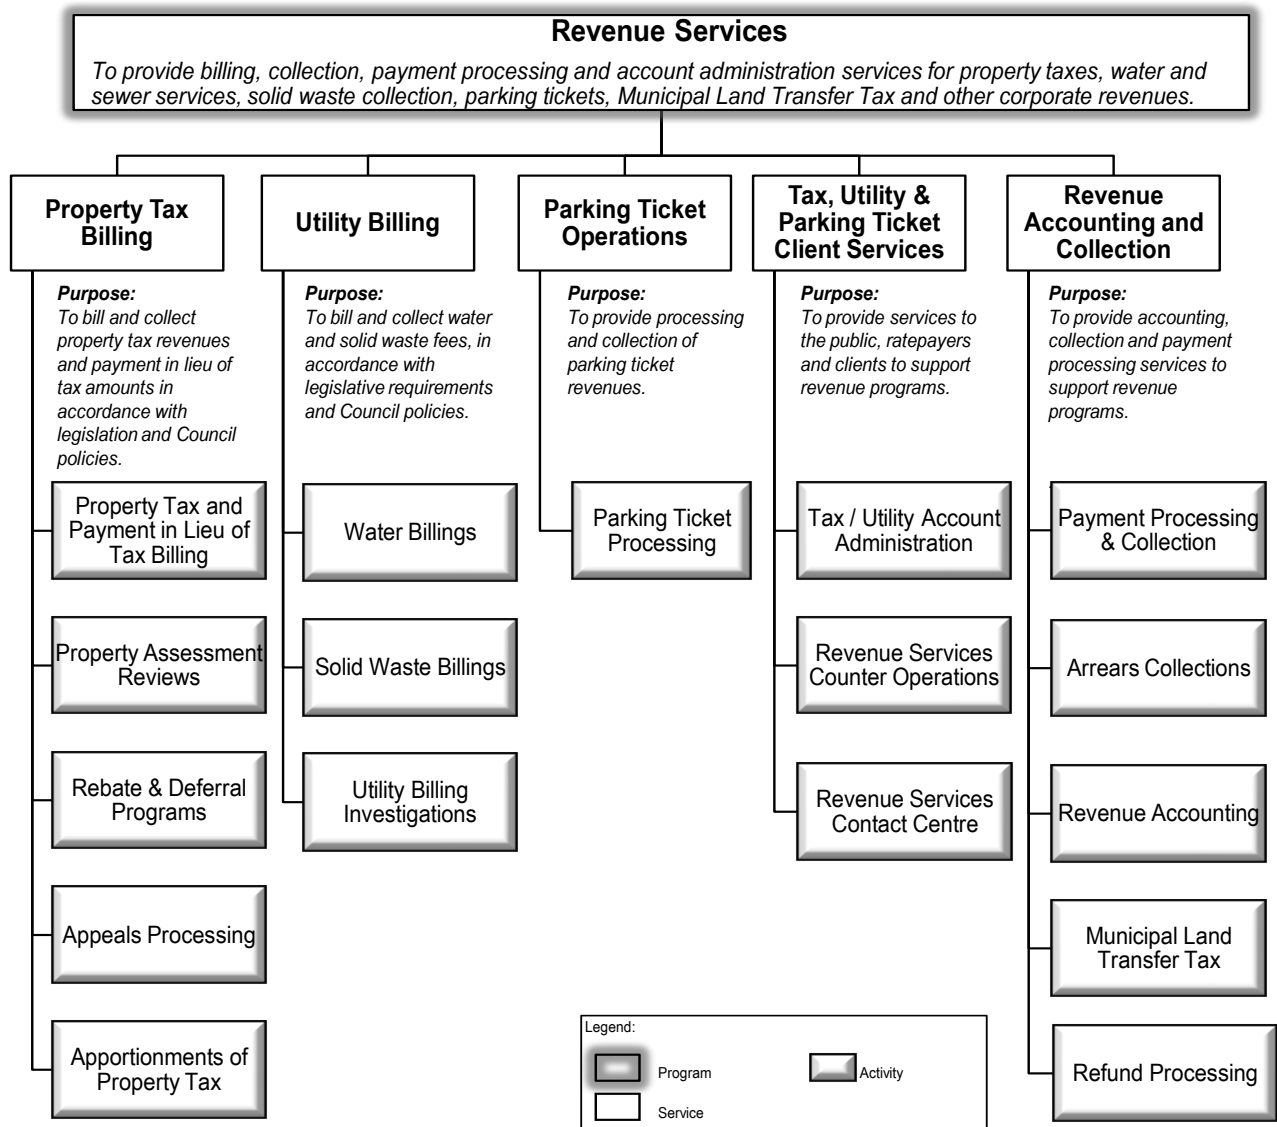 Revenue Services
To provide billing, collection, payment processing and account administration services for property taxes, water and
sewer services, solid waste collection, parking tickets, Municipal Land Transfer Tax and other corporate revenues.
Property Tax
Billing
Purpose:
To bill and collect
property tax revenues
and payment in lieu of
tax amounts in
accordance with
legislation and Council
policies.
Property Tax and
Payment in Lieu of
Tax Billing
Property Assessment
Reviews
Rebate & Deferral
Programs
Appeals Processing
Apportionments of
Property Tax
Utility Billing
Purpose:
To bill and collect water
and solid waste fees, in
accordance with
legislative requirements
and Council policies.
Water Billings
Solid Waste Billings
Utility Billing
Investigations
Parking Ticket
Operations
Purpose:
To provide processing
and collection of
parking ticket
revenues.
Parking Ticket
Processing
Tax, Utility &
Parking Ticket
Client Services
Purpose:
To provide services to
the public, ratepayers
and clients to support
revenue programs.
Tax / Utility Account
Administration
Revenue Services
Counter Operations
Revenue Services
Contact Centre
Revenue
Accounting and
Collection
Purpose:
To provide accounting,
collection and payment
processing services to
support revenue
programs.
Payment Processing
& Collection
Arrears Collections
Revenue Accounting
Municipal Land
Transfer Tax
Refund Processing
Legend:
Program
Activity
Service